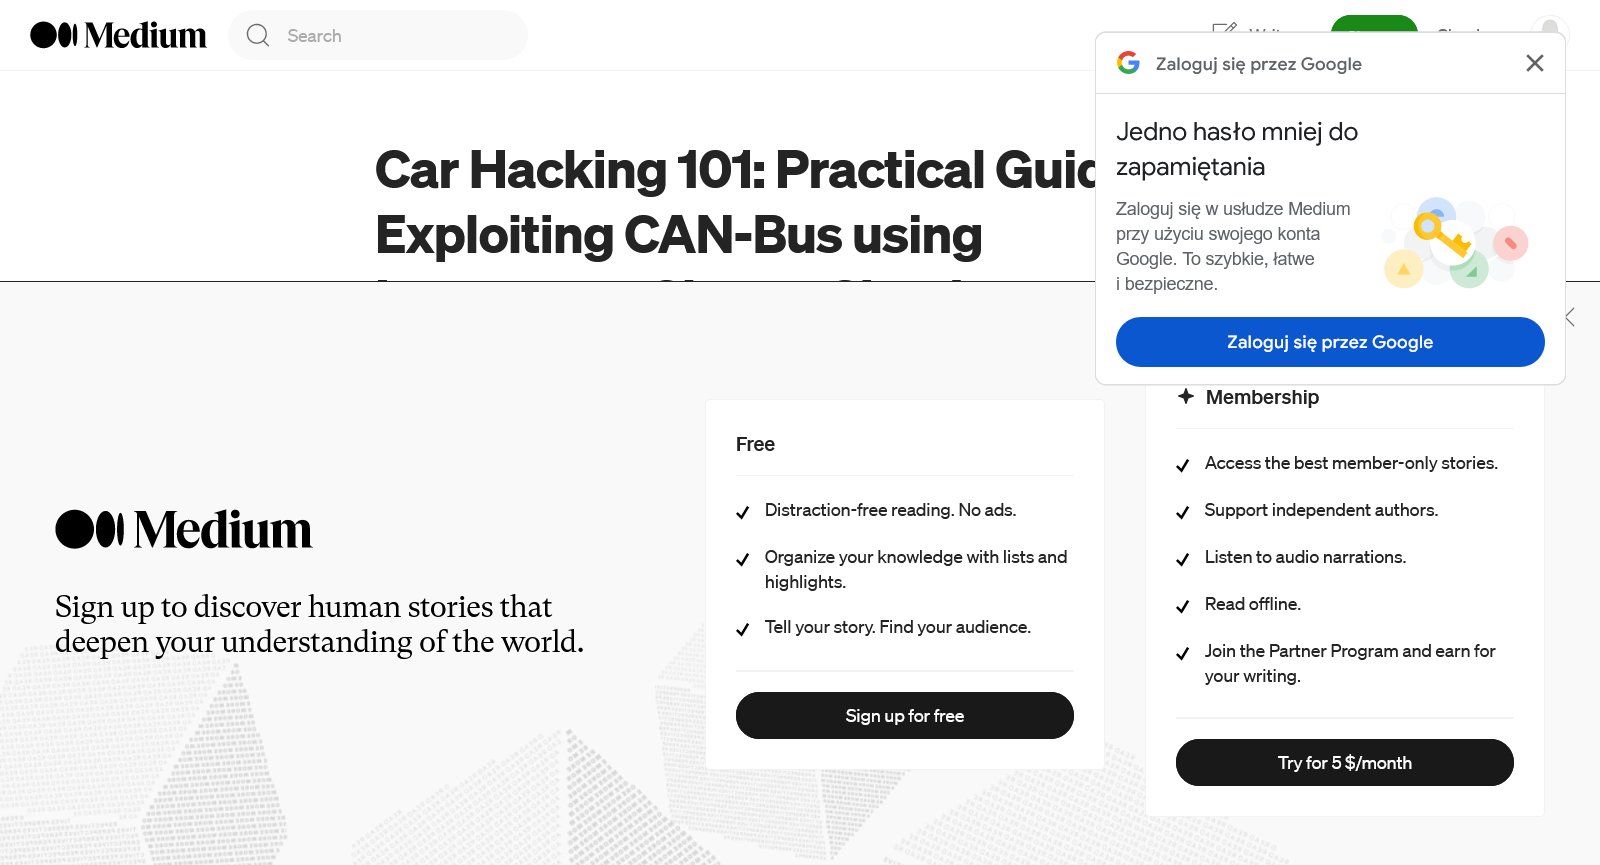 Medium
Search
Zaloguj się przez Google
Jedno hasło mniej do
zapamiętania
Zaloguj się w usłudze Medium
przy użyciu swojego konta
Google. To szybkie, łatwe
i bezpieczne.
Zaloguj się przez Google
Car Hacking 101: Practical Guid
Exploiting CAN-Bus using
Medium
Sign up to discover human stories that
deepen your understanding of the world.
Free
Distraction-free reading. No ads.
Organize your knowledge with lists and
highlights.
Tell your story. Find your audience.
Sign up for free
Membership
Access the best member-only stories.
Support independent authors.
Listen to audio narrations.
Read offline.
Join the Partner Program and earn for
your writing.
Try for 5 $/month